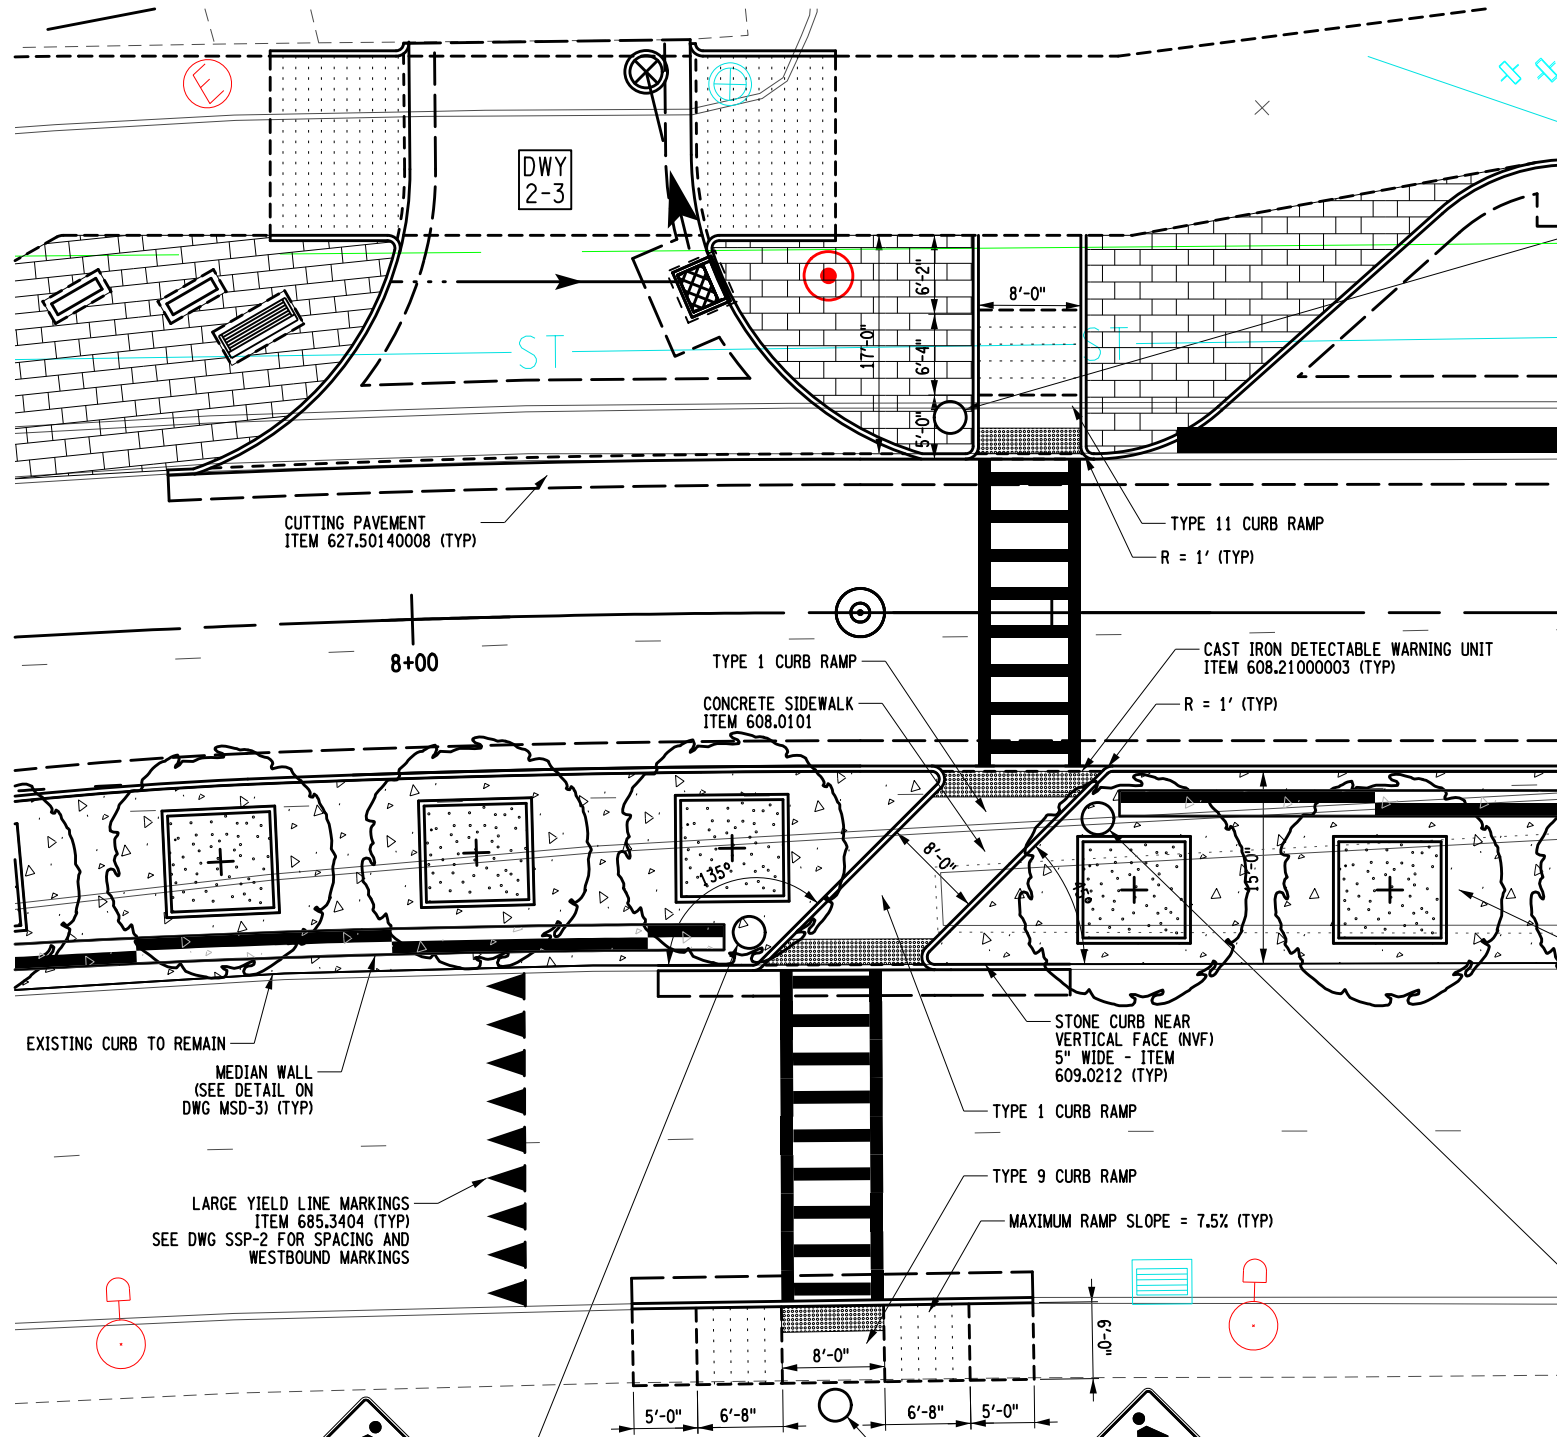 E
DWY
2-3
6'-2"
8'-0"
17'-0"
6'-4"
ST
ST
5'-0"
CUTTING PAVEMENT
ITEM 627.50140008 (TYP)
TYPE 11 CURB RAMP
R = 1' (TYP)
8+00
TYPE 1 CURB RAMP
CAST IRON DETECTABLE WARNING UNIT
ITEM 608.21000003 (TYP)
CONCRETE SIDEWALK
ITEM 608.0101
R = 1' (TYP)
135°
8'-0"
45°
15'-0"
EXISTING CURB TO REMAIN
MEDIAN WALL
(SEE DETAIL ON
DWG MSD-3) (TYP)
STONE CURB NEAR
VERTICAL FACE (NVF)
5" WIDE - ITEM
609.0212 (TYP)
TYPE 1 CURB RAMP
TYPE 9 CURB RAMP
MAXIMUM RAMP SLOPE = 7.5% (TYP)
LARGE YIELD LINE MARKINGS
ITEM 685.3404 (TYP)
SEE DWG SSP-2 FOR SPACING AND
WESTBOUND MARKINGS
6'-0"
8'-0"
5'-0"
6'-8"
6'-8"
5'-0"